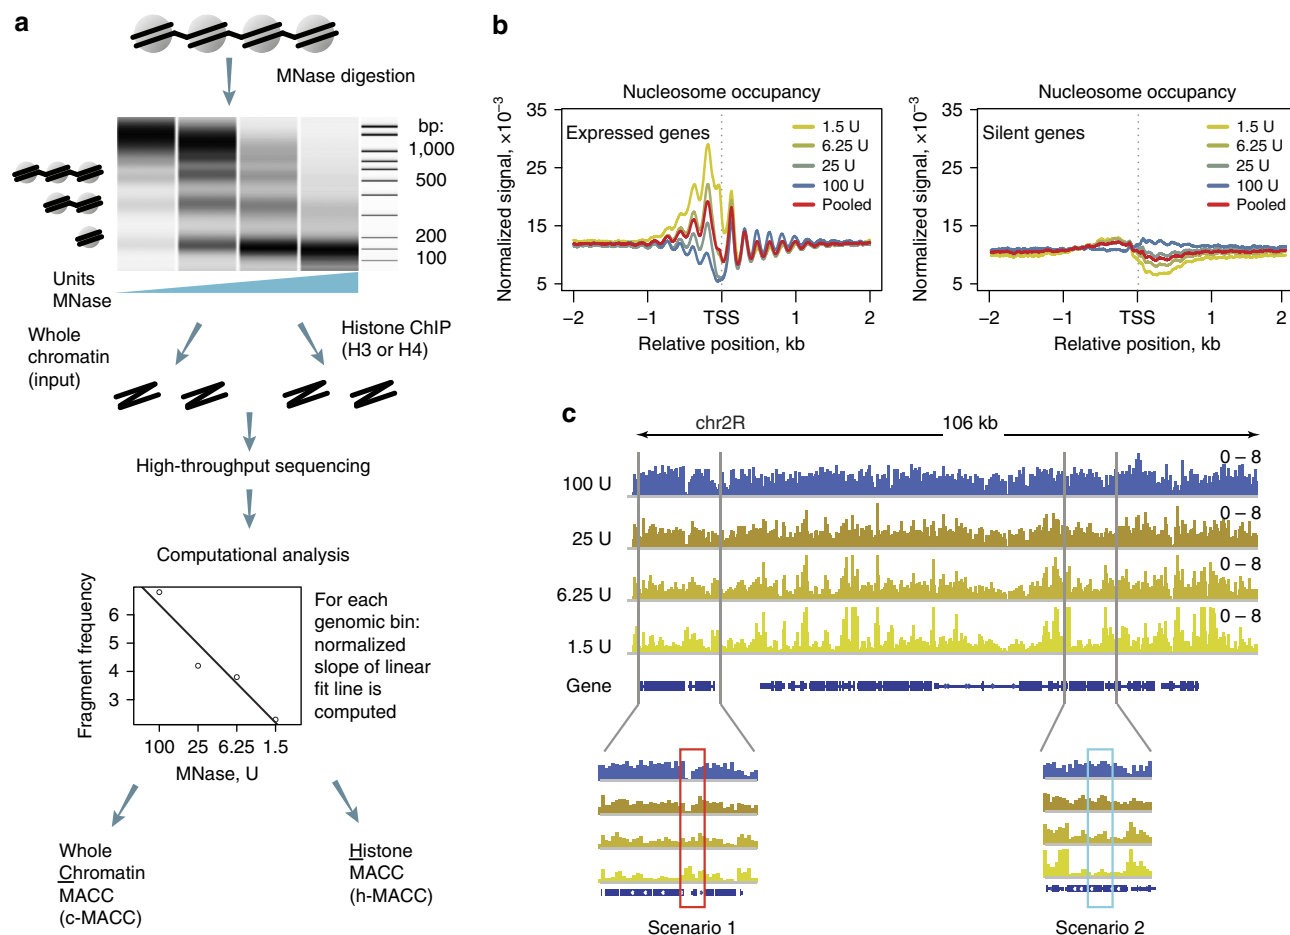 a
MNase digestion
bp:
1,000
500
200
100
Units
MNase
Whole
chromatin
(input)
Histone ChIP
(H3 or H4)
High-throughput sequencing
Computational analysis
Fragment frequency
6
5
4
3
100 25 6.25 1.5
MNase, U
For each
genomic bin:
normalized
slope of linear
fit line is
computed
Whole
Chromatin
MACC
(c-MACC)
Histone
MACC
(h-MACC)
b
Nucleosome occupancy
Normalized signal, ×10⁻³
35
25
15
5
Expressed genes
1.5 U
6.25 U
25 U
100 U
Pooled
−2 −1 TSS 1 2
Relative position, kb
Nucleosome occupancy
Normalized signal, ×10⁻³
35
25
15
5
Silent genes
1.5 U
6.25 U
25 U
100 U
Pooled
−2 −1 TSS 1 2
Relative position, kb
c
chr2R
106 kb
100 U
0 – 8
25 U
0 – 8
6.25 U
0 – 8
1.5 U
0 – 8
Gene
Scenario 1
Scenario 2